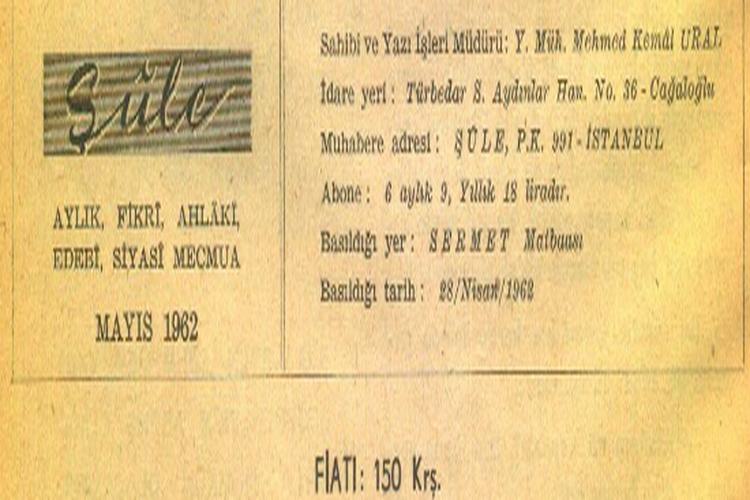 Şûle
AYLIK, FİKRÎ, AHLÂKÎ,
EDEBÎ, SİYASÎ MECMUA
MAYIS 1962
Sahibi ve Yazı İşleri Müdürü: Y. Müh. Mehmed Kemâl URAL
İdare yeri: Türbedar S. Aydınlar Han. No. 36 - Cağaloğlu
Muhabere adresi: ŞÛLE, P.K. 991 - İSTANBUL
Abone: 6 aylık 9, Yıllık 18 liradır.
Basıldığı yer: SERMET Matbaası
Basıldığı tarih: 28/Nisan/1962
FİATI: 150 Krş.